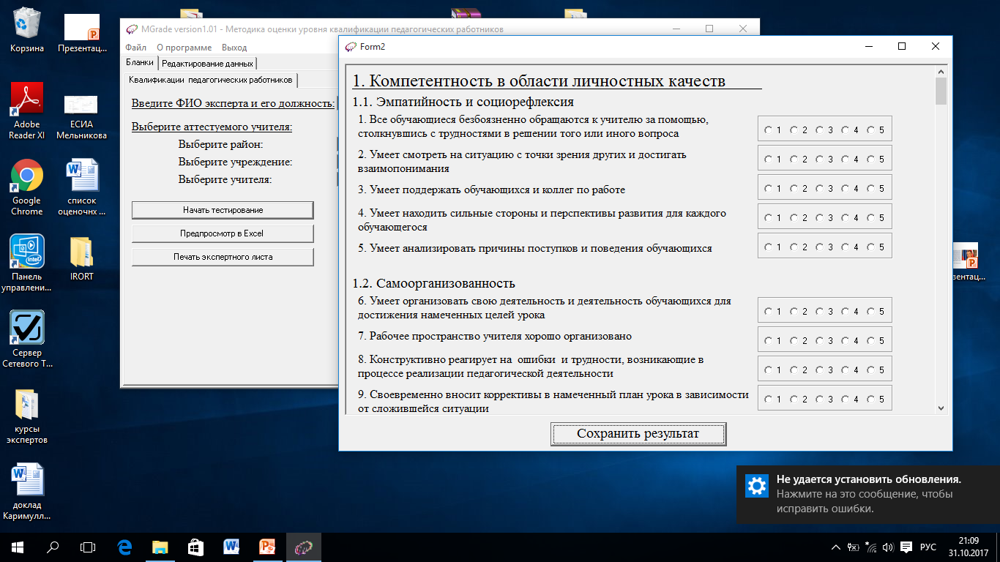 Корзина
Презентац...
Adobe
Reader XI
ЕСИА
Мельникова
Google
Chrome
список
оценочнх ...
Панель
управлени...
IRORT
Сервер
Сетевого Т...
курсы
экспертов
доклад
Каримулл...
MGrade version1.01 - Методика оценки уровня квалификации педагогических работников
Файл О программе Выход
Бланки Редактирование данных
Квалификации педагогических работников
Введите ФИО эксперта и его должность:
Выберите аттестуемого учителя:
Выберите район:
Выберите учреждение:
Выберите учителя:
Начать тестирование
Предпросмотр в Excel
Печать экспертного листа
Form2
1. Компетентность в области личностных качеств
1.1. Эмпатийность и социорефлексия
1. Все обучающиеся безбоязненно обращаются к учителю за помощью,
столкнувшись с трудностями в решении того или иного вопроса
1 2 3 4 5
2. Умеет смотреть на ситуацию с точки зрения других и достигать
взаимопонимания
1 2 3 4 5
3. Умеет поддержать обучающихся и коллег по работе
1 2 3 4 5
4. Умеет находить сильные стороны и перспективы развития для каждого
обучающегося
1 2 3 4 5
5. Умеет анализировать причины поступков и поведения обучающихся
1 2 3 4 5
1.2. Самоорганизованность
6. Умеет организовать свою деятельность и деятельность обучающихся для
достижения намеченных целей урока
1 2 3 4 5
7. Рабочее пространство учителя хорошо организовано
1 2 3 4 5
8. Конструктивно реагирует на ошибки и трудности, возникающие в
процессе реализации педагогической деятельности
1 2 3 4 5
9. Своевременно вносит коррективы в намеченный план урока в зависимости
от сложившейся ситуации
1 2 3 4 5
Сохранить результат
зентац...
Не удается установить обновления.
Нажмите на это сообщение, чтобы
исправить ошибки.
РУС
21:09
31.10.2017